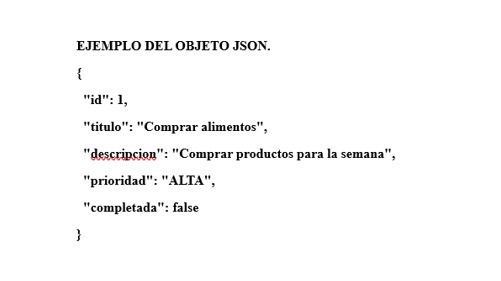 EJEMPLO DEL OBJETO JSON.
{
"id": 1,
"titulo": "Comprar alimentos",
"descripcion": "Comprar productos para la semana",
"prioridad": "ALTA",
"completada": false
}